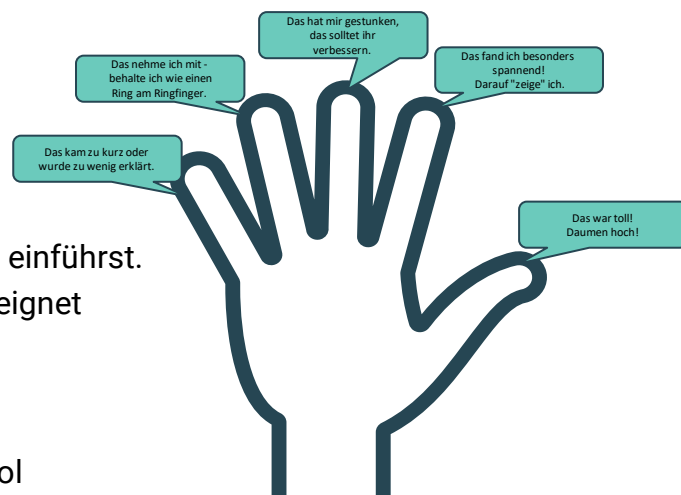 Das hat mir gestunken,
das solltet ihr
verbessern.
Das nehme ich mit -
behalte ich wie einen
Ring am Ringfinger.
Das fand ich besonders
spannend!
Darauf "zeige" ich.
Das kam zu kurz oder
wurde zu wenig erklärt.
Das war toll!
Daumen hoch!
einführst.
eignet
ol